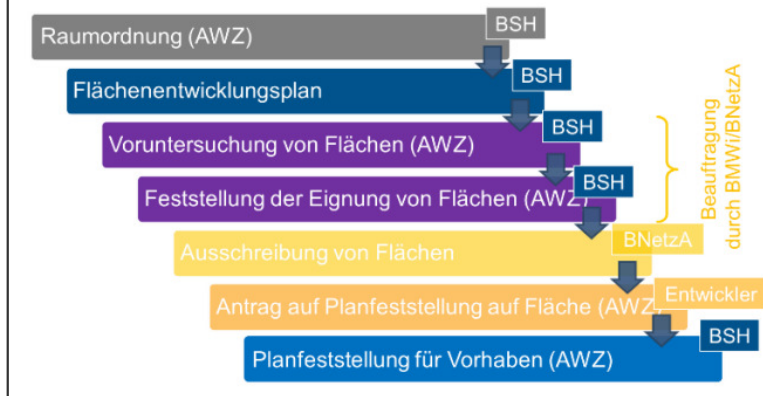 BSH
Raumordnung (AWZ)
BSH
Flächenentwicklungsplan
BSH
Voruntersuchung von Flächen (AWZ)
BSH
Feststellung der Eignung von Flächen (AWZ)
Beauftragung
durch BMWi/BNetzA
BNetzA
Ausschreibung von Flächen
Entwickler
Antrag auf Planfeststellung auf Fläche (AWZ)
BSH
Planfeststellung für Vorhaben (AWZ)